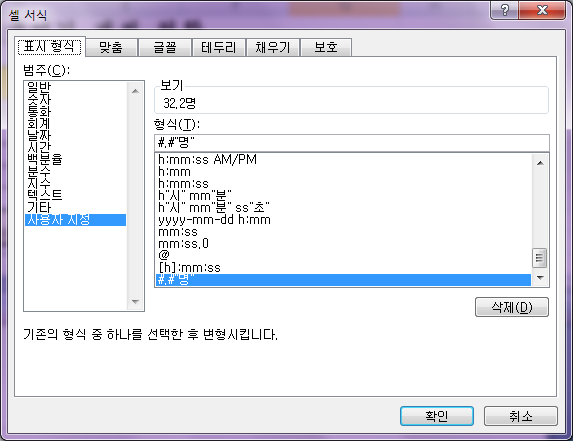 셀 서식
표시 형식 맞춤 글꼴 테두리 채우기 보호
범주(C):
일반
숫자
통화
회계
날짜
시간
백분율
분수
지수
텍스트
기타
사용자 지정
보기
32.2명
형식(T):
#.#"명"
h:mm:ss AM/PM
h:mm
h:mm:ss
h"시" mm"분"
h"시" mm"분" ss"초"
yyyy-mm-dd h:mm
mm:ss
mm:ss.0
@
[h]:mm:ss
#.#"명"
삭제(D)
기존의 형식 중 하나를 선택한 후 변형시킵니다.
확인 취소